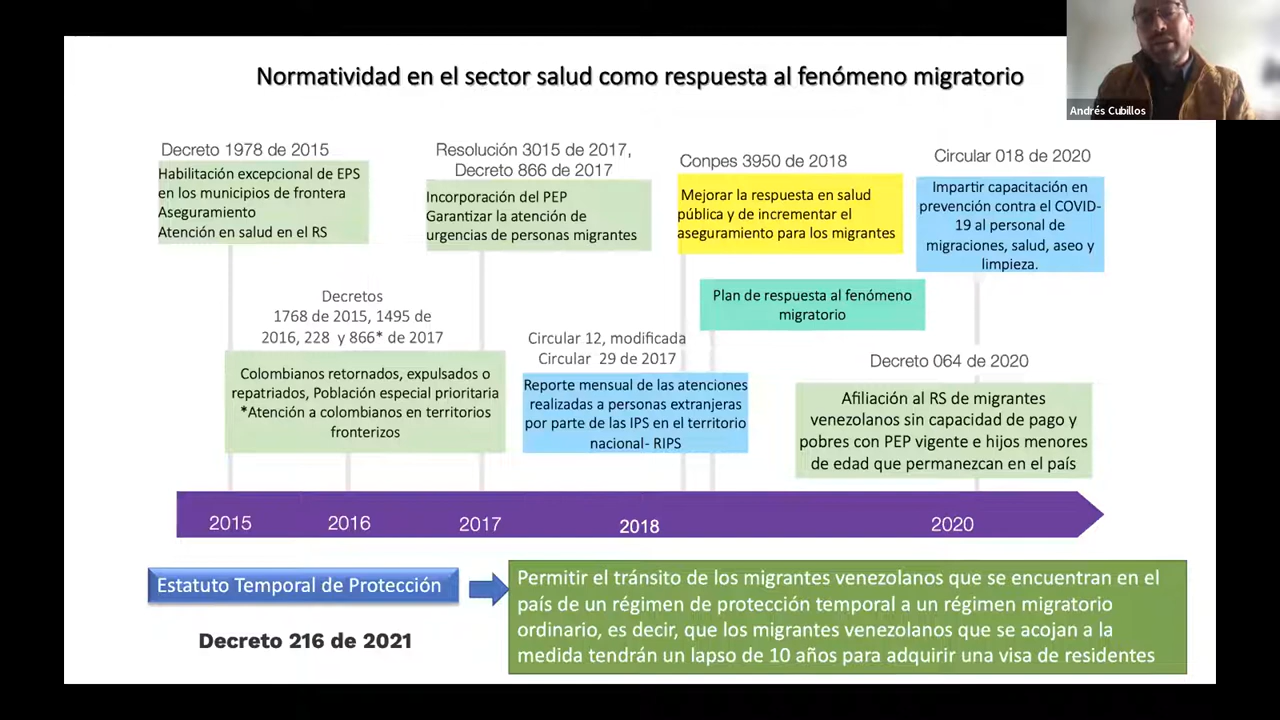 Normatividad en el sector salud como respuesta al fenómeno migratorio
Andrés Cubillos
Decreto 1978 de 2015
Habilitación excepcional de EPS
en los municipios de frontera
Aseguramiento
Atención en salud en el RS
Resolución 3015 de 2017,
Decreto 866 de 2017
Incorporación del PEP
Garantizar la atención de
urgencias de personas migrantes
Conpes 3950 de 2018
Mejorar la respuesta en salud
pública y de incrementar el
aseguramiento para los migrantes
Circular 018 de 2020
Impartir capacitación en
prevención contra el COVID-
19 al personal de
migraciones, salud, aseo y
limpieza.
Plan de respuesta al fenómeno
migratorio
Decretos
1768 de 2015, 1495 de
2016, 228 y 866* de 2017
Colombianos retornados, expulsados o
repatriados, Población especial prioritaria
*Atención a colombianos en territorios
fronterizos
Circular 12, modificada
Circular 29 de 2017
Reporte mensual de las atenciones
realizadas a personas extranjeras
por parte de las IPS en el territorio
nacional- RIPS
Decreto 064 de 2020
Afiliación al RS de migrantes
venezolanos sin capacidad de pago y
pobres con PEP vigente e hijos menores
de edad que permanezcan en el país
2015 2016 2017 2018 2020
Estatuto Temporal de Protección
Decreto 216 de 2021
Permitir el tránsito de los migrantes venezolanos que se encuentran en el
país de un régimen de protección temporal a un régimen migratorio
ordinario, es decir, que los migrantes venezolanos que se acojan a la
medida tendrán un lapso de 10 años para adquirir una visa de residentes